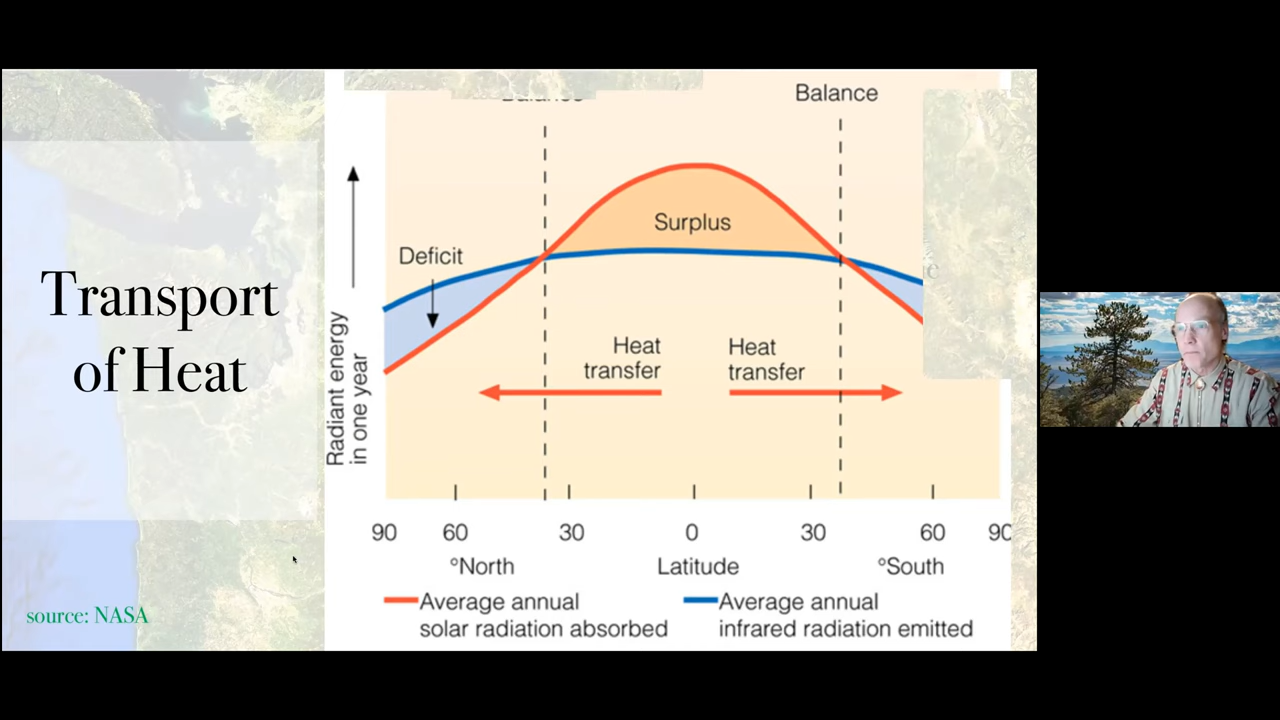 Transport
of Heat
source: NASA
Balance
Balance
Surplus
Deficit
Radiant energy
in one year
Heat
transfer
Heat
transfer
90 60 30 0 30 60 90
°North Latitude °South
Average annual
solar radiation absorbed
Average annual
infrared radiation emitted